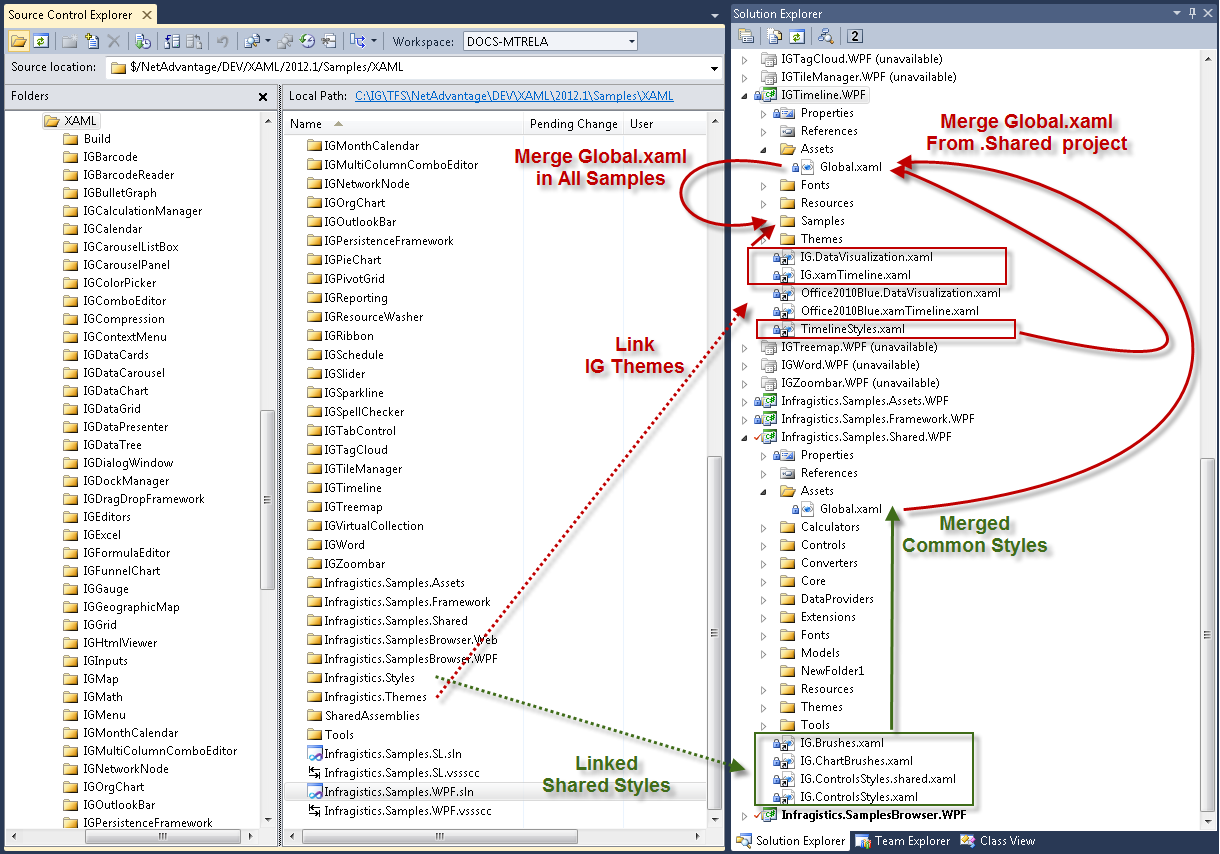 Source Control Explorer
Workspace: DOCS-MTRELA
Source location: $/NetAdvantage/DEV/XAML/2012.1/Samples/XAML
Folders
XAML
Build
IGBarcode
IGBarcodeReader
IGBulletGraph
IGCalculationManager
IGCalendar
IGCarouselListBox
IGCarouselPanel
IGColorPicker
IGComboEditor
IGCompression
IGContextMenu
IGDataCards
IGDataCarousel
IGDataChart
IGDataGrid
IGDataPresenter
IGDataTree
IGDialogWindow
IGDockManager
IGDragDropFramework
IGEditors
IGExcel
IGFormulaEditor
IGFunnelChart
IGGauge
IGGeographicMap
IGGrid
IGHtmlViewer
IGInputs
IGMap
IGMath
IGMenu
IGMonthCalendar
IGMultiColumnComboEditor
IGNetworkNode
IGOrgChart
IGOutlookBar
IGPersistenceFramework
Local Path: C:\IG\TFS\NetAdvantage\DEV\XAML\2012.1\Samples\XAML
Name Pending Change User
IGMonthCalendar
IGMultiColumnComboEditor
IGNetworkNode
IGOrgChart
IGOutlookBar
IGPersistenceFramework
IGPieChart
IGPivotGrid
IGReporting
IGResourceWasher
IGRibbon
IGSchedule
IGSlider
IGSparkline
IGSpellChecker
IGTabControl
IGTagCloud
IGTileManager
IGTimeline
IGTreemap
IGVirtualCollection
IGWord
IGZoombar
Infragistics.Samples.Assets
Infragistics.Samples.Framework
Infragistics.Samples.Shared
Infragistics.SamplesBrowser.Web
Infragistics.SamplesBrowser.WPF
Infragistics.Styles
Infragistics.Themes
SharedAssemblies
Tools
Infragistics.Samples.SL.sln
Infragistics.Samples.SL.vssscc
Infragistics.Samples.WPF.sln
Infragistics.Samples.WPF.vssscc
Merge Global.xaml
in All Samples
Link
IG Themes
Linked
Shared Styles
Solution Explorer
2
IGTagCloud.WPF (unavailable)
IGTileManager.WPF (unavailable)
IGTimeline.WPF
Properties
References
Assets
Global.xaml
Fonts
Resources
Samples
Themes
IG.DataVisualization.xaml
IG.xamTimeline.xaml
Office2010Blue.DataVisualization.xaml
Office2010Blue.xamTimeline.xaml
TimelineStyles.xaml
IGTreemap.WPF (unavailable)
IGWord.WPF (unavailable)
IGZoombar.WPF (unavailable)
Infragistics.Samples.Assets.WPF
Infragistics.Samples.Framework.WPF
Infragistics.Samples.Shared.WPF
Properties
References
Assets
Global.xaml
Calculators
Controls
Converters
Core
DataProviders
Extensions
Fonts
Models
NewFolder1
Resources
Themes
Tools
IG.Brushes.xaml
IG.ChartBrushes.xaml
IG.ControlsStyles.shared.xaml
IG.ControlsStyles.xaml
Infragistics.SamplesBrowser.WPF
Merge Global.xaml
From .Shared project
Merged
Common Styles
Solution Explorer
Team Explorer
Class View